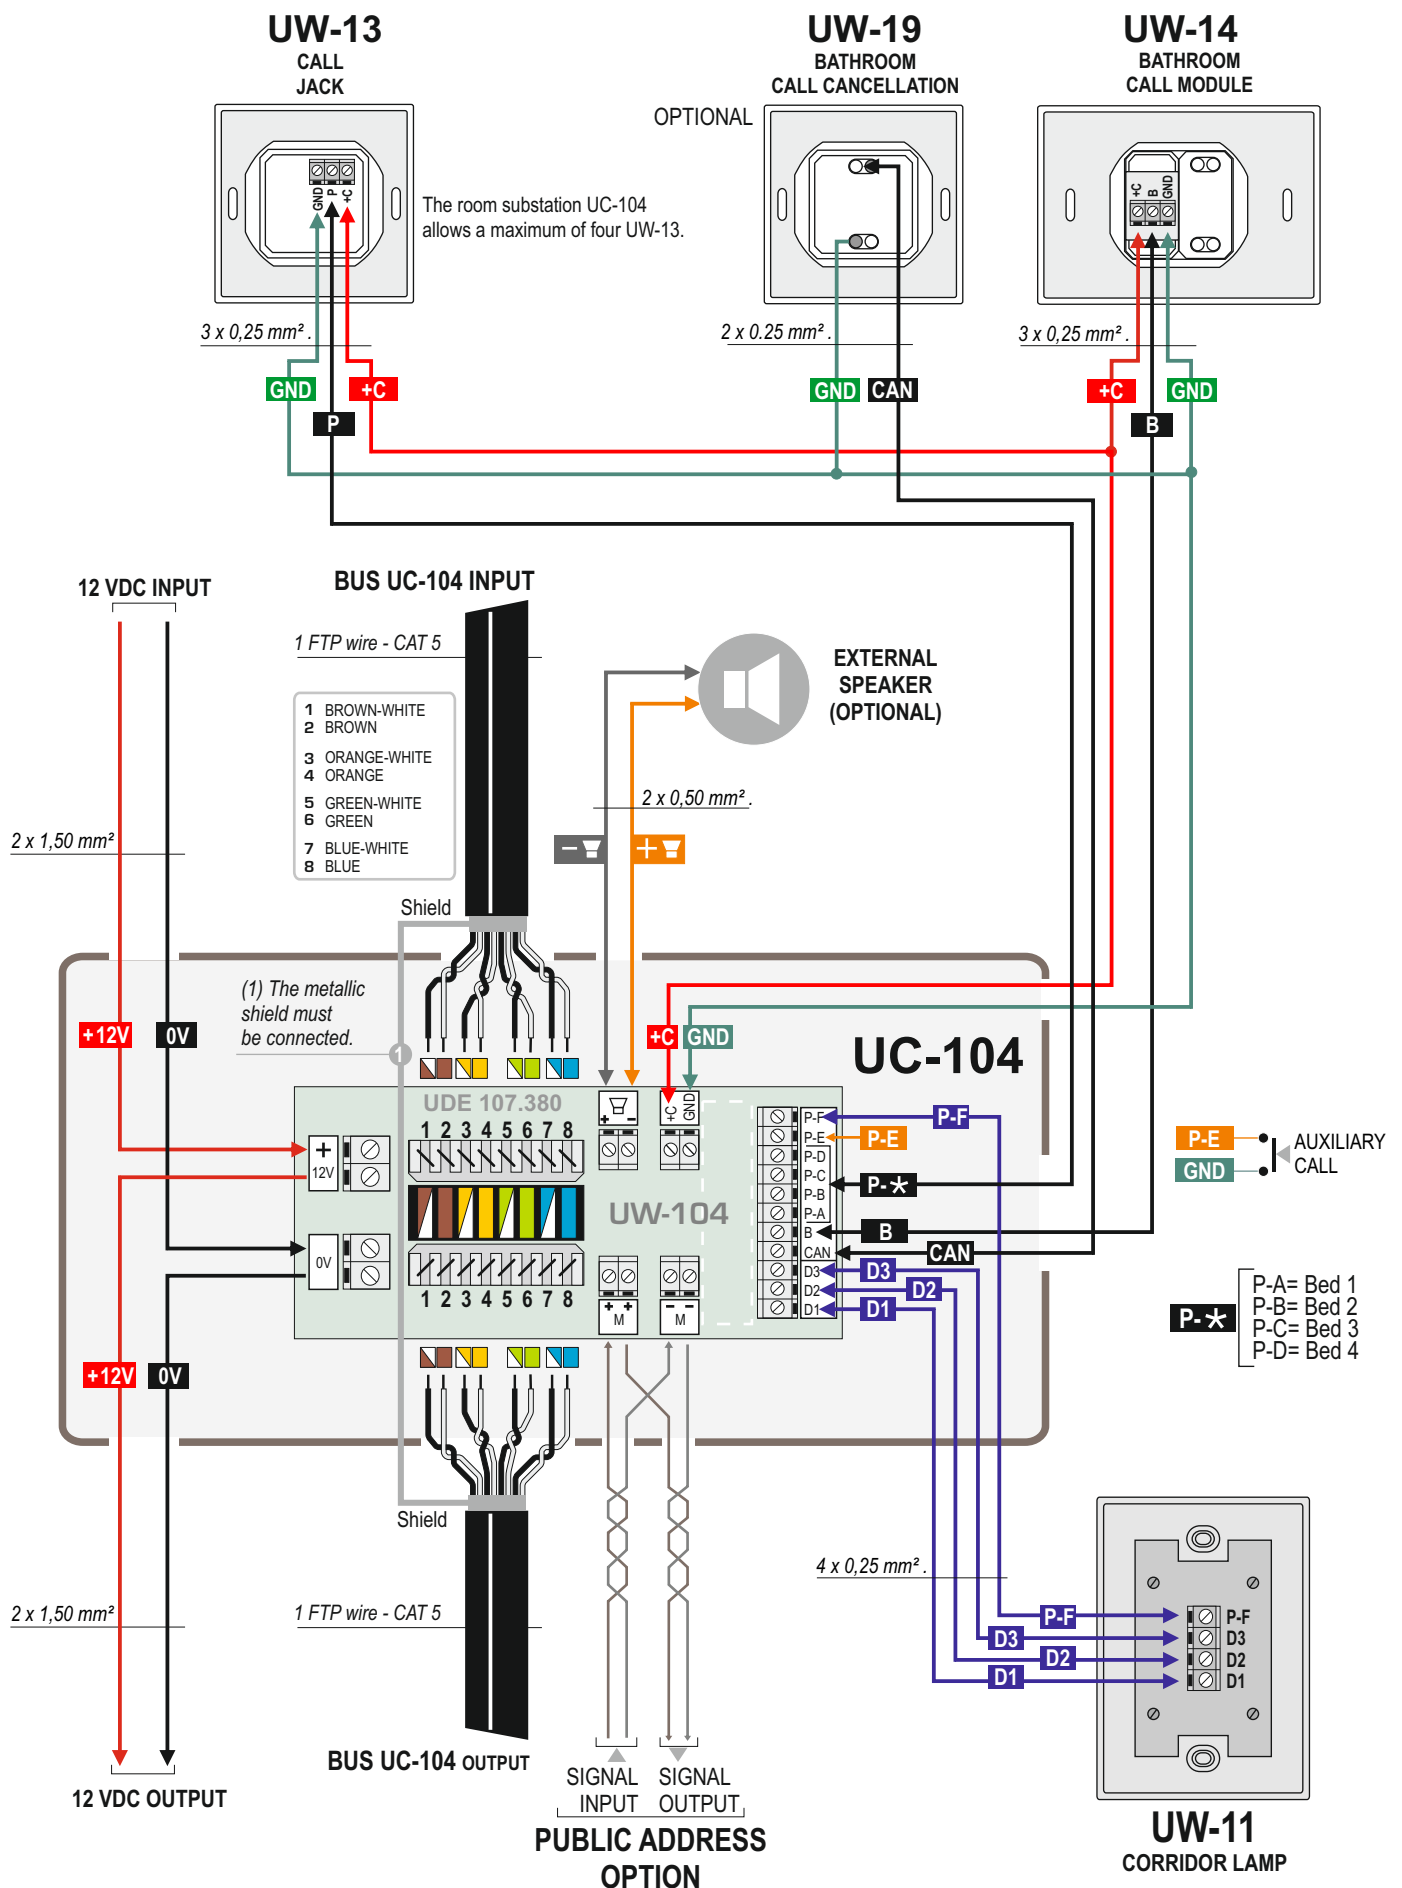 UW-13
CALL
JACK
UW-19
BATHROOM
CALL CANCELLATION
UW-14
BATHROOM
CALL MODULE
OPTIONAL
GND
P
+C
The room substation UC-104
allows a maximum of four UW-13.
+C
B
GND
3 x 0,25 mm² .
2 x 0.25 mm² .
3 x 0,25 mm² .
GND
+C
P
GND
CAN
+C
GND
B
12 VDC INPUT
BUS UC-104 INPUT
1 FTP wire - CAT 5
EXTERNAL
SPEAKER
(OPTIONAL)
1 BROWN-WHITE
2 BROWN
3 ORANGE-WHITE
4 ORANGE
5 GREEN-WHITE
6 GREEN
7 BLUE-WHITE
8 BLUE
2 x 0,50 mm² .
2 x 1,50 mm²
−
+
Shield
(1) The metallic
shield must
be connected.
1
+12V
0V
+C
GND
UC-104
UDE 107.380
1 2 3 4 5 6 7 8
+ −
+C
GND
+
12V
0V
UW-104
P-F
P-E
P-D
P-C
P-B
P-A
B
CAN
D3
D2
D1
P-F
P-E
P-*
B
CAN
D3
D2
D1
P-E
GND
AUXILIARY
CALL
1 2 3 4 5 6 7 8
+ +
M
− −
M
P-*
P-A= Bed 1
P-B= Bed 2
P-C= Bed 3
P-D= Bed 4
+12V
0V
Shield
4 x 0,25 mm² .
2 x 1,50 mm²
1 FTP wire - CAT 5
P-F
D3
D2
D1
P-F
D3
D2
D1
BUS UC-104 OUTPUT
12 VDC OUTPUT
SIGNAL
INPUT
SIGNAL
OUTPUT
PUBLIC ADDRESS
OPTION
UW-11
CORRIDOR LAMP